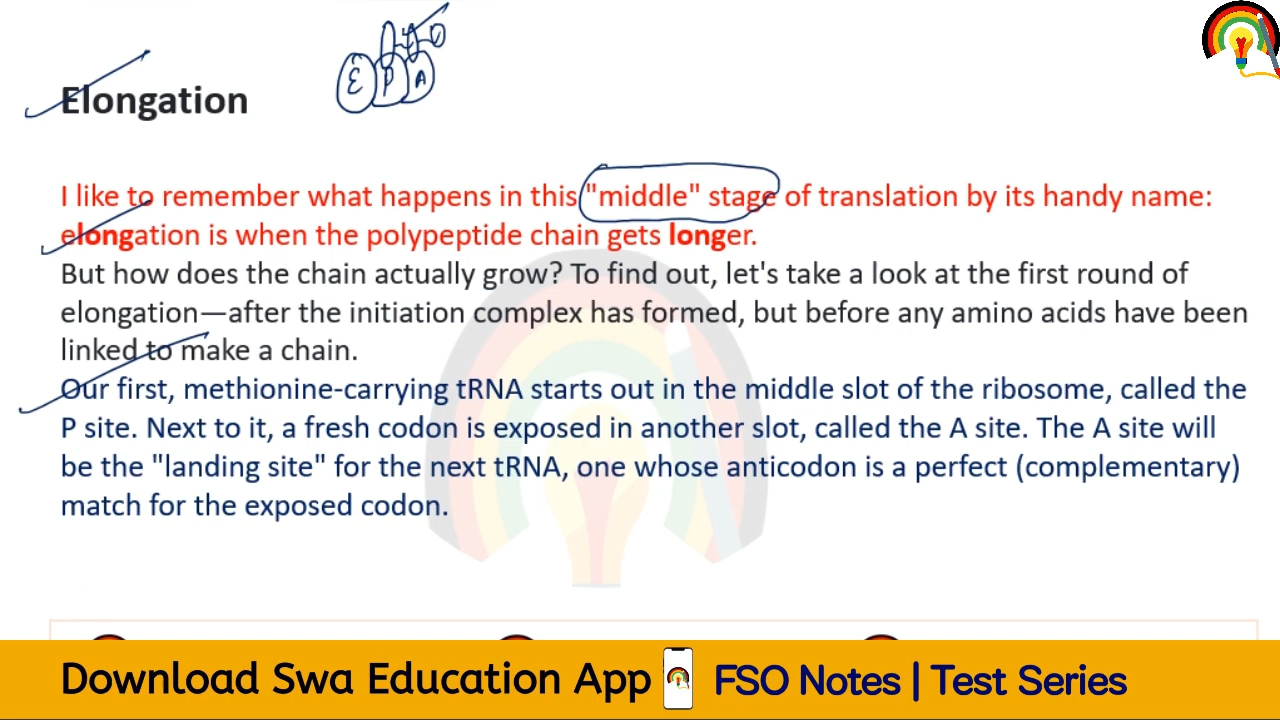 E P A
Elongation
I like to remember what happens in this "middle" stage of translation by its handy name:
elongation is when the polypeptide chain gets longer.
But how does the chain actually grow? To find out, let's take a look at the first round of
elongation—after the initiation complex has formed, but before any amino acids have been
linked to make a chain.
Our first, methionine-carrying tRNA starts out in the middle slot of the ribosome, called the
P site. Next to it, a fresh codon is exposed in another slot, called the A site. The A site will
be the "landing site" for the next tRNA, one whose anticodon is a perfect (complementary)
match for the exposed codon.
Download Swa Education App FSO Notes | Test Series